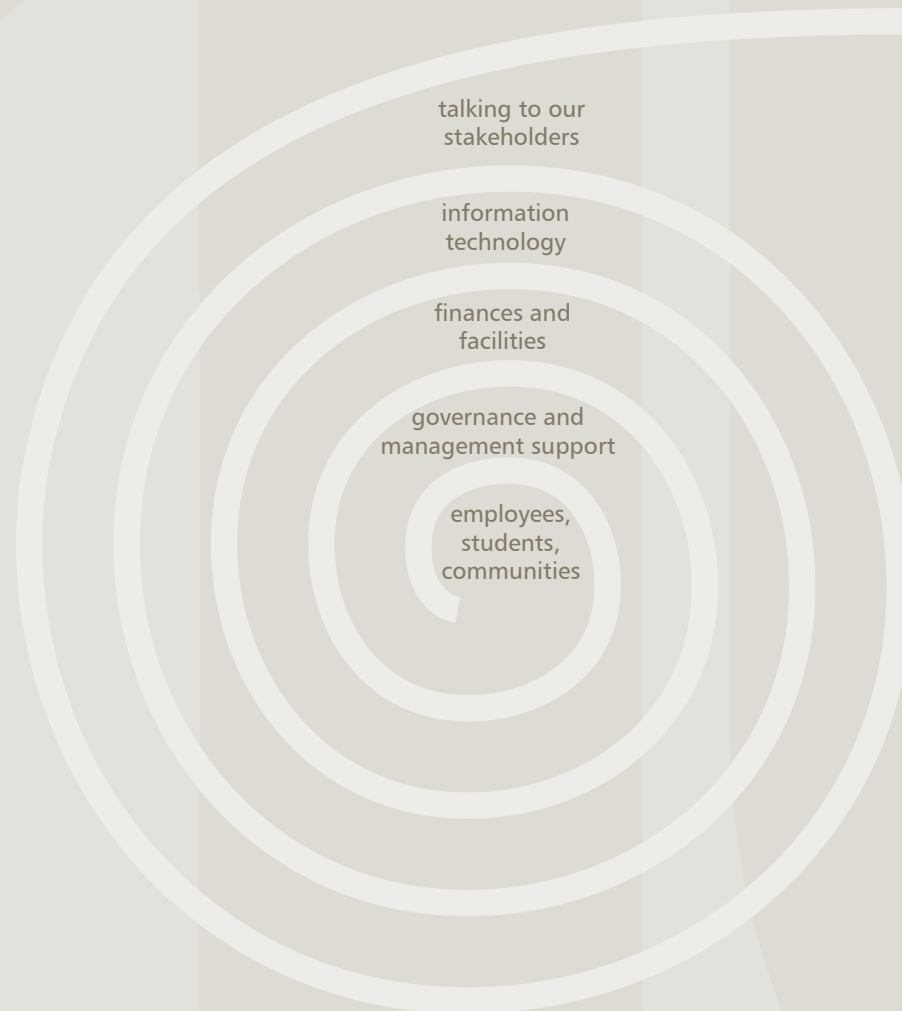 talking to our
stakeholders
information
technology
finances and
facilities
governance and
management support
employees,
students,
communities